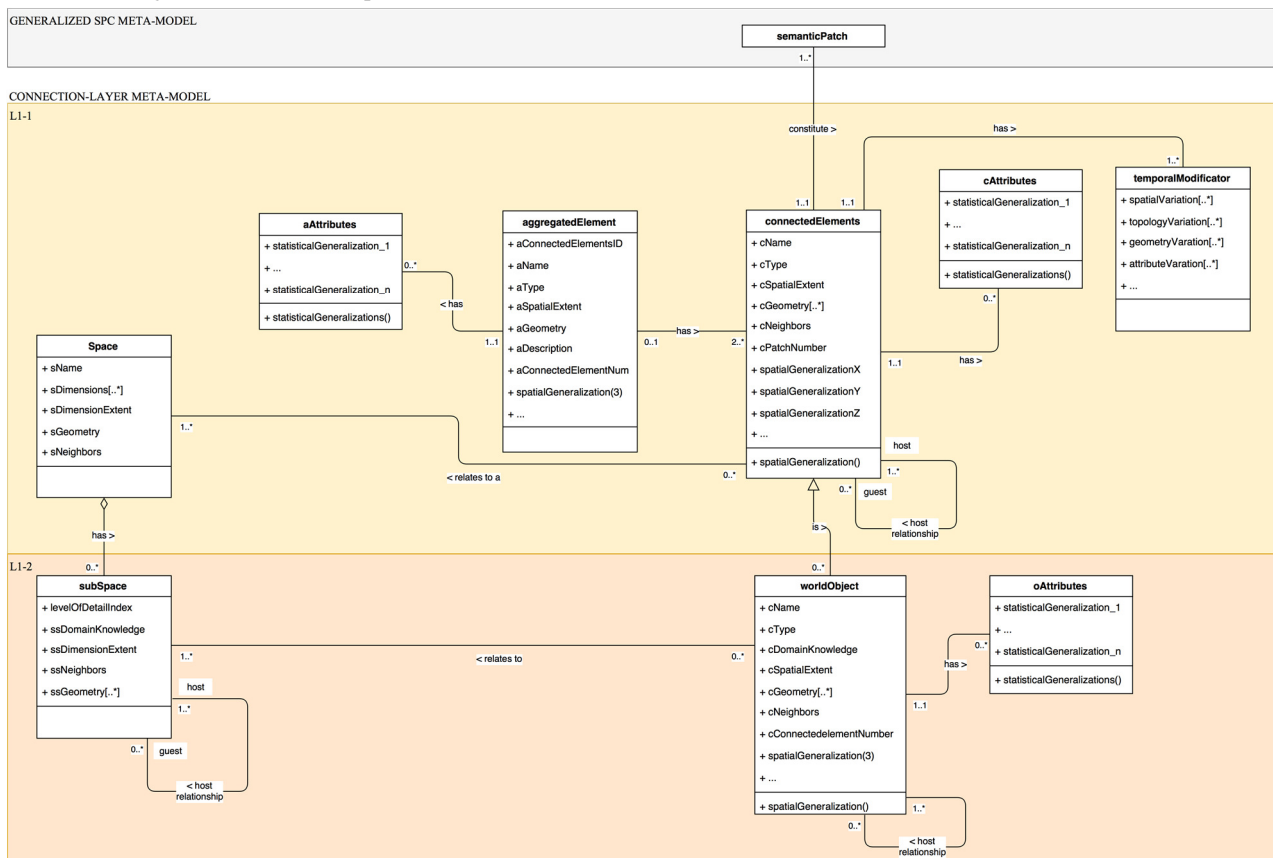 GENERALIZED SPC META-MODEL
semanticPatch
1..*
CONNECTION-LAYER META-MODEL
L1-1
constitute >
has >
1..*
1..1
1..1
temporalModificator
+ spatialVariation[..*]
+ topologyVariation[..*]
+ geometryVaration[..*]
+ attributeVaration[..*]
+ ...
cAttributes
+ statisticalGeneralization_1
+ ...
+ statisticalGeneralization_n
+ statisticalGeneralizations()
0..*
has >
1..1
connectedElements
+ cName
+ cType
+ cSpatialExtent
+ cGeometry[..*]
+ cNeighbors
+ cPatchNumber
+ spatialGeneralizationX
+ spatialGeneralizationY
+ spatialGeneralizationZ
+ ...
+ spatialGeneralization()
host
1..*
0..*
guest
< host
relationship
aggregatedElement
+ aConnectedElementsID
+ aName
+ aType
+ aSpatialExtent
+ aGeometry
+ aDescription
+ aConnectedElementNum
+ spatialGeneralization(3)
+ ...
has >
0..1
2..*
aAttributes
+ statisticalGeneralization_1
+ ...
+ statisticalGeneralization_n
+ statisticalGeneralizations()
0..*
< has
1..1
Space
+ sName
+ sDimensions[..*]
+ sDimensionExtent
+ sGeometry
+ sNeighbors
1..*
< relates to a
0..*
has >
is >
L1-2
0..*
0..*
subSpace
+ levelOfDetailIndex
+ ssDomainKnowledge
+ ssDimensionExtent
+ ssNeighbors
+ ssGeometry[..*]
1..*
< relates to
0..*
host
1..*
0..*
guest
< host
relationship
worldObject
+ cName
+ cType
+ cDomainKnowledge
+ cSpatialExtent
+ cGeometry[..*]
+ cNeighbors
+ cConnectedelementNumber
+ spatialGeneralization(3)
+ ...
+ spatialGeneralization()
1..*
0..*
< host
relationship
oAttributes
+ statisticalGeneralization_1
+ ...
+ statisticalGeneralization_n
+ statisticalGeneralizations()
0..*
has >
1..1